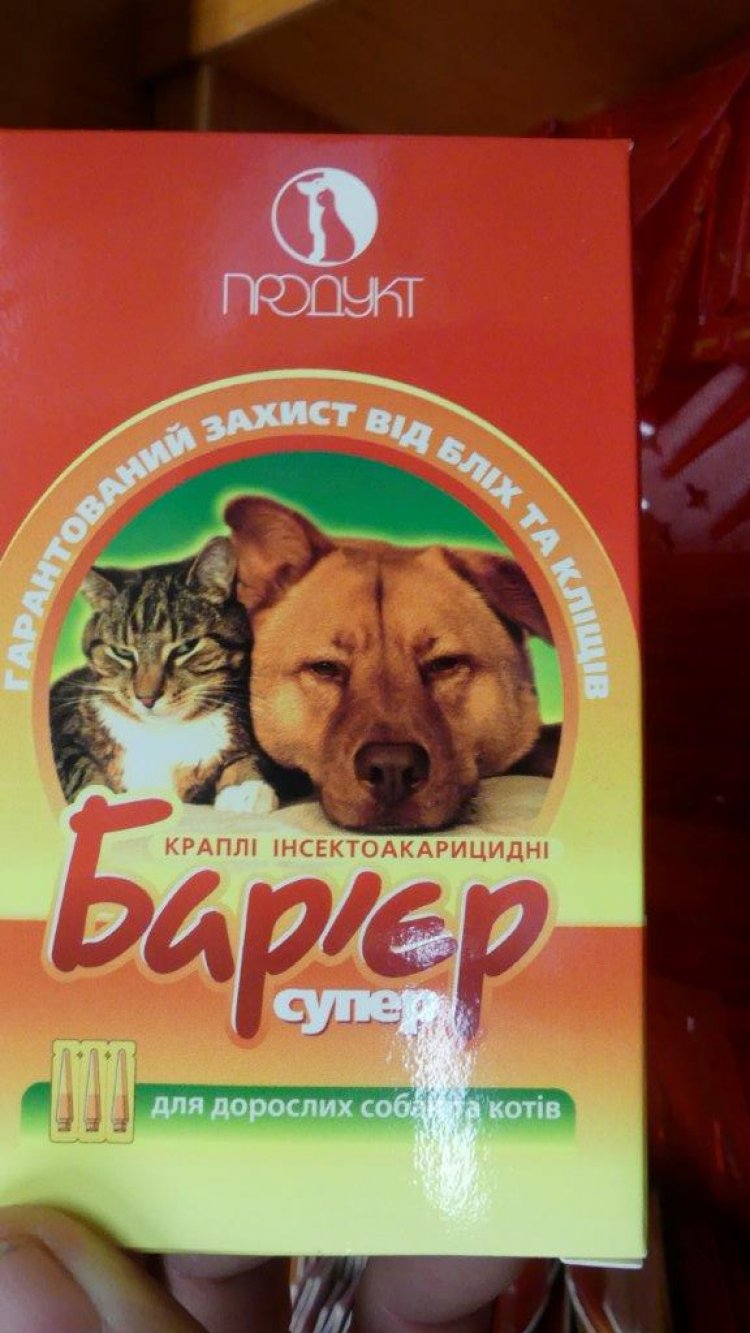 ПРОДУКТ
ГАРАНТОВАНИЙ ЗАХИСТ ВІД БЛІХ ТА КЛІЩІВ
КРАПЛІ ІНСЕКТОАКАРИЦИДНІ
Бар'єр
супер
для дорослих собак та котів